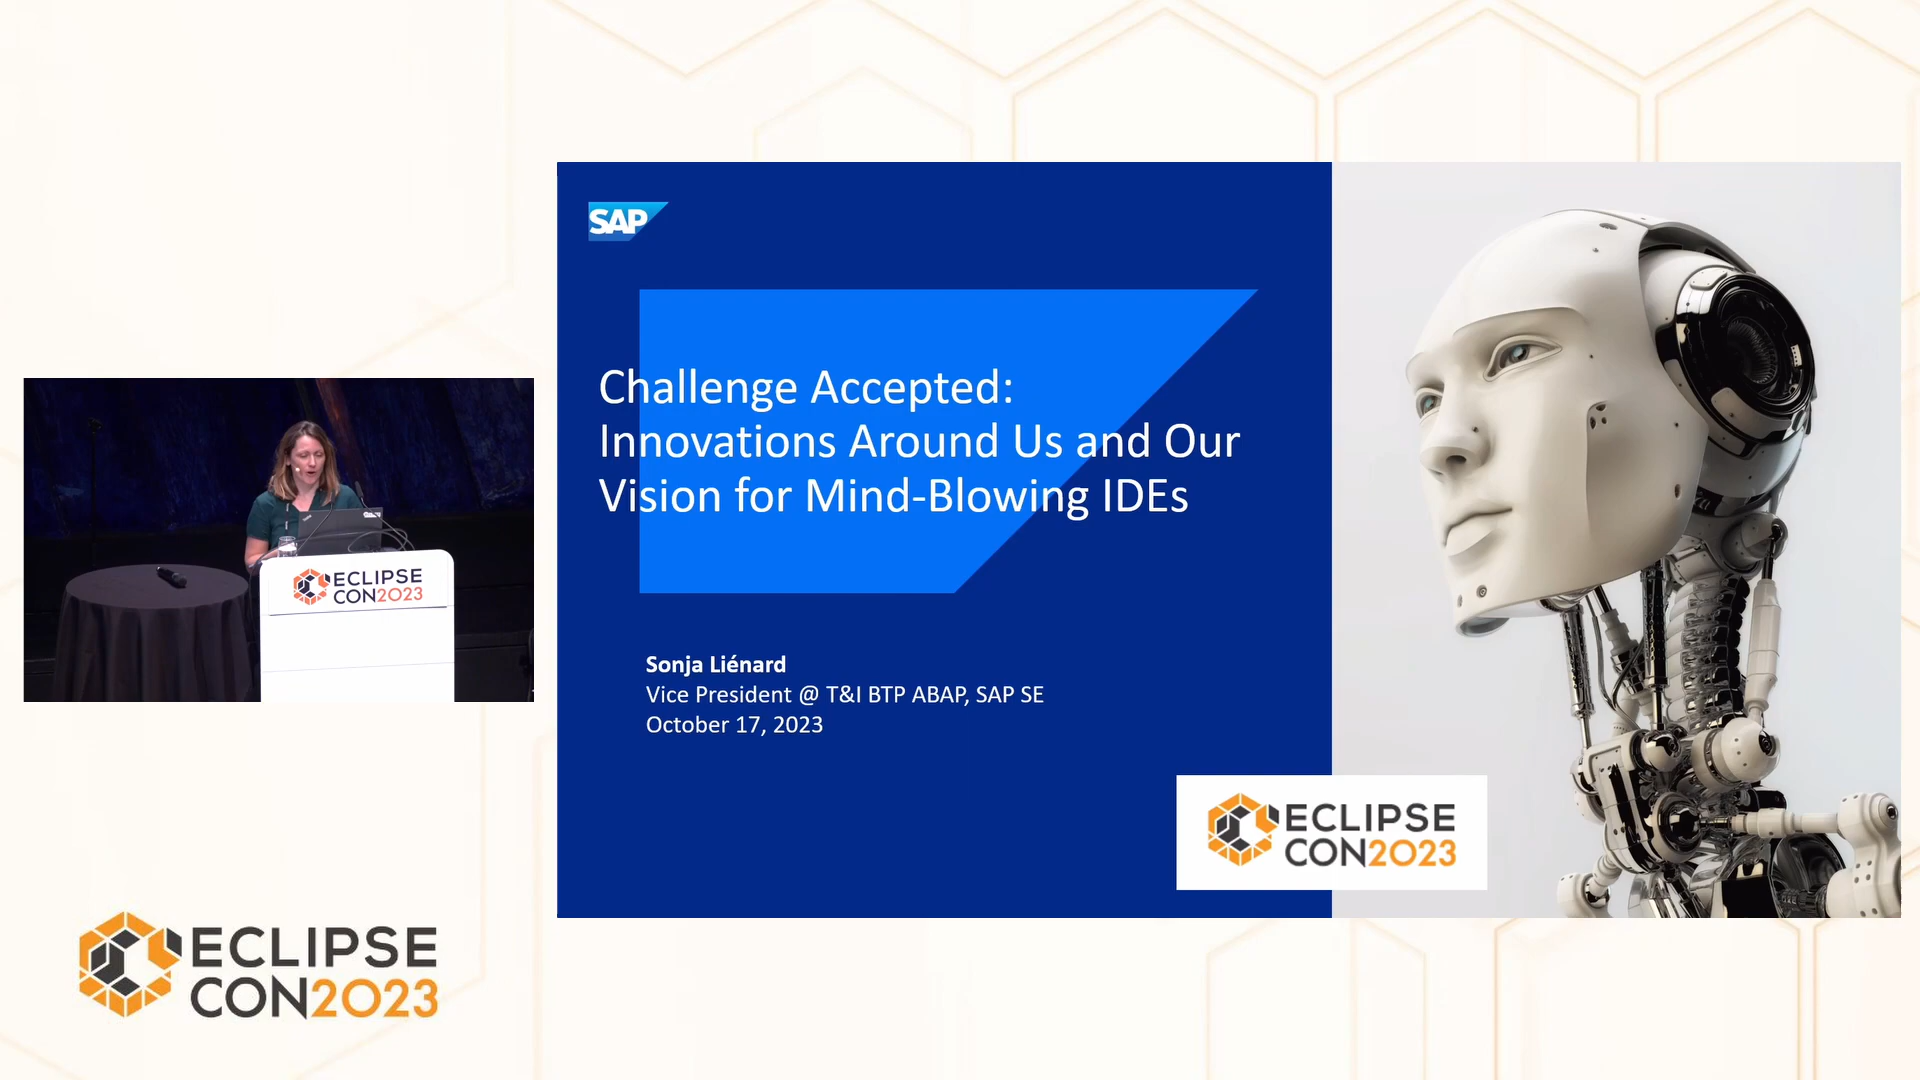 SAP
Challenge Accepted:
Innovations Around Us and Our
Vision for Mind-Blowing IDEs
Sonja Liénard
Vice President @ T&I BTP ABAP, SAP SE
October 17, 2023
ECLIPSE
CON2023
ECLIPSE
CON2023
ECLIPSE
CON2023